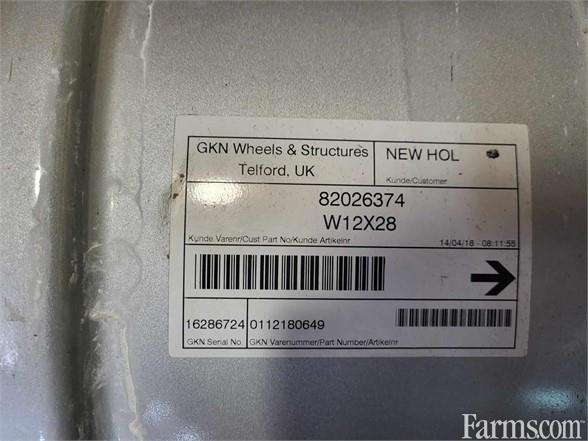 GKN Wheels & Structures
Telford, UK
NEW HOL
Kunde/Customer
82026374
W12X28
Kunde Varenr/Cust Part No/Kunde Artikelnr
14/04/18 - 08:11:55
16286724
0112180649
GKN Serial No.
GKN Varenummer/Part Number/Artikelnr
Farms.com